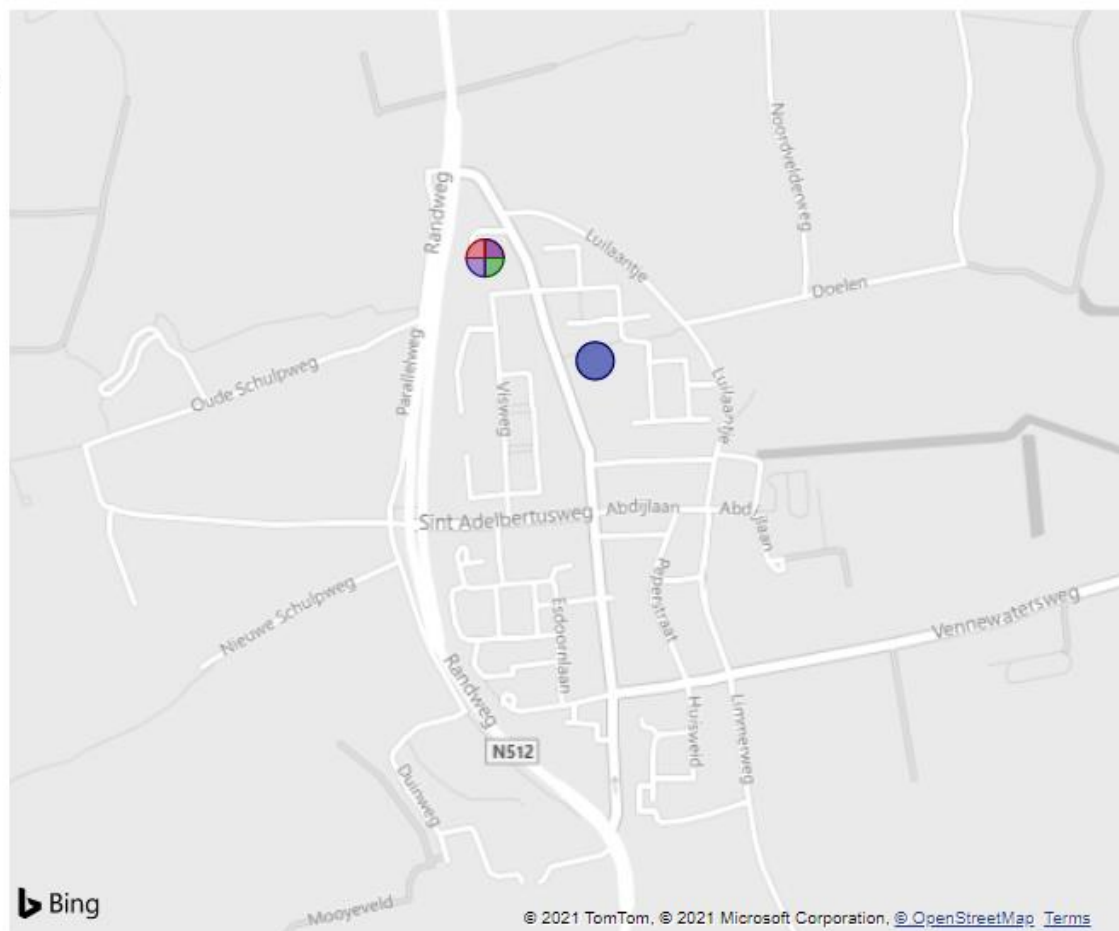 Noordvelderweg
Randweg
Luilaantje
Doelen
Oude Schulpweg
Parallelweg
Visweg
Luilaantje
Sint Adelbertusweg
Abdijlaan
Abdijlaan
Nieuwe Schulpweg
Peperstraat
Esdoornlaan
Vennewatersweg
Randweg
Huisweid
Limmerweg
N512
Duinweg
Mooyeveld
Bing
© 2021 TomTom, © 2021 Microsoft Corporation, © OpenStreetMap Terms